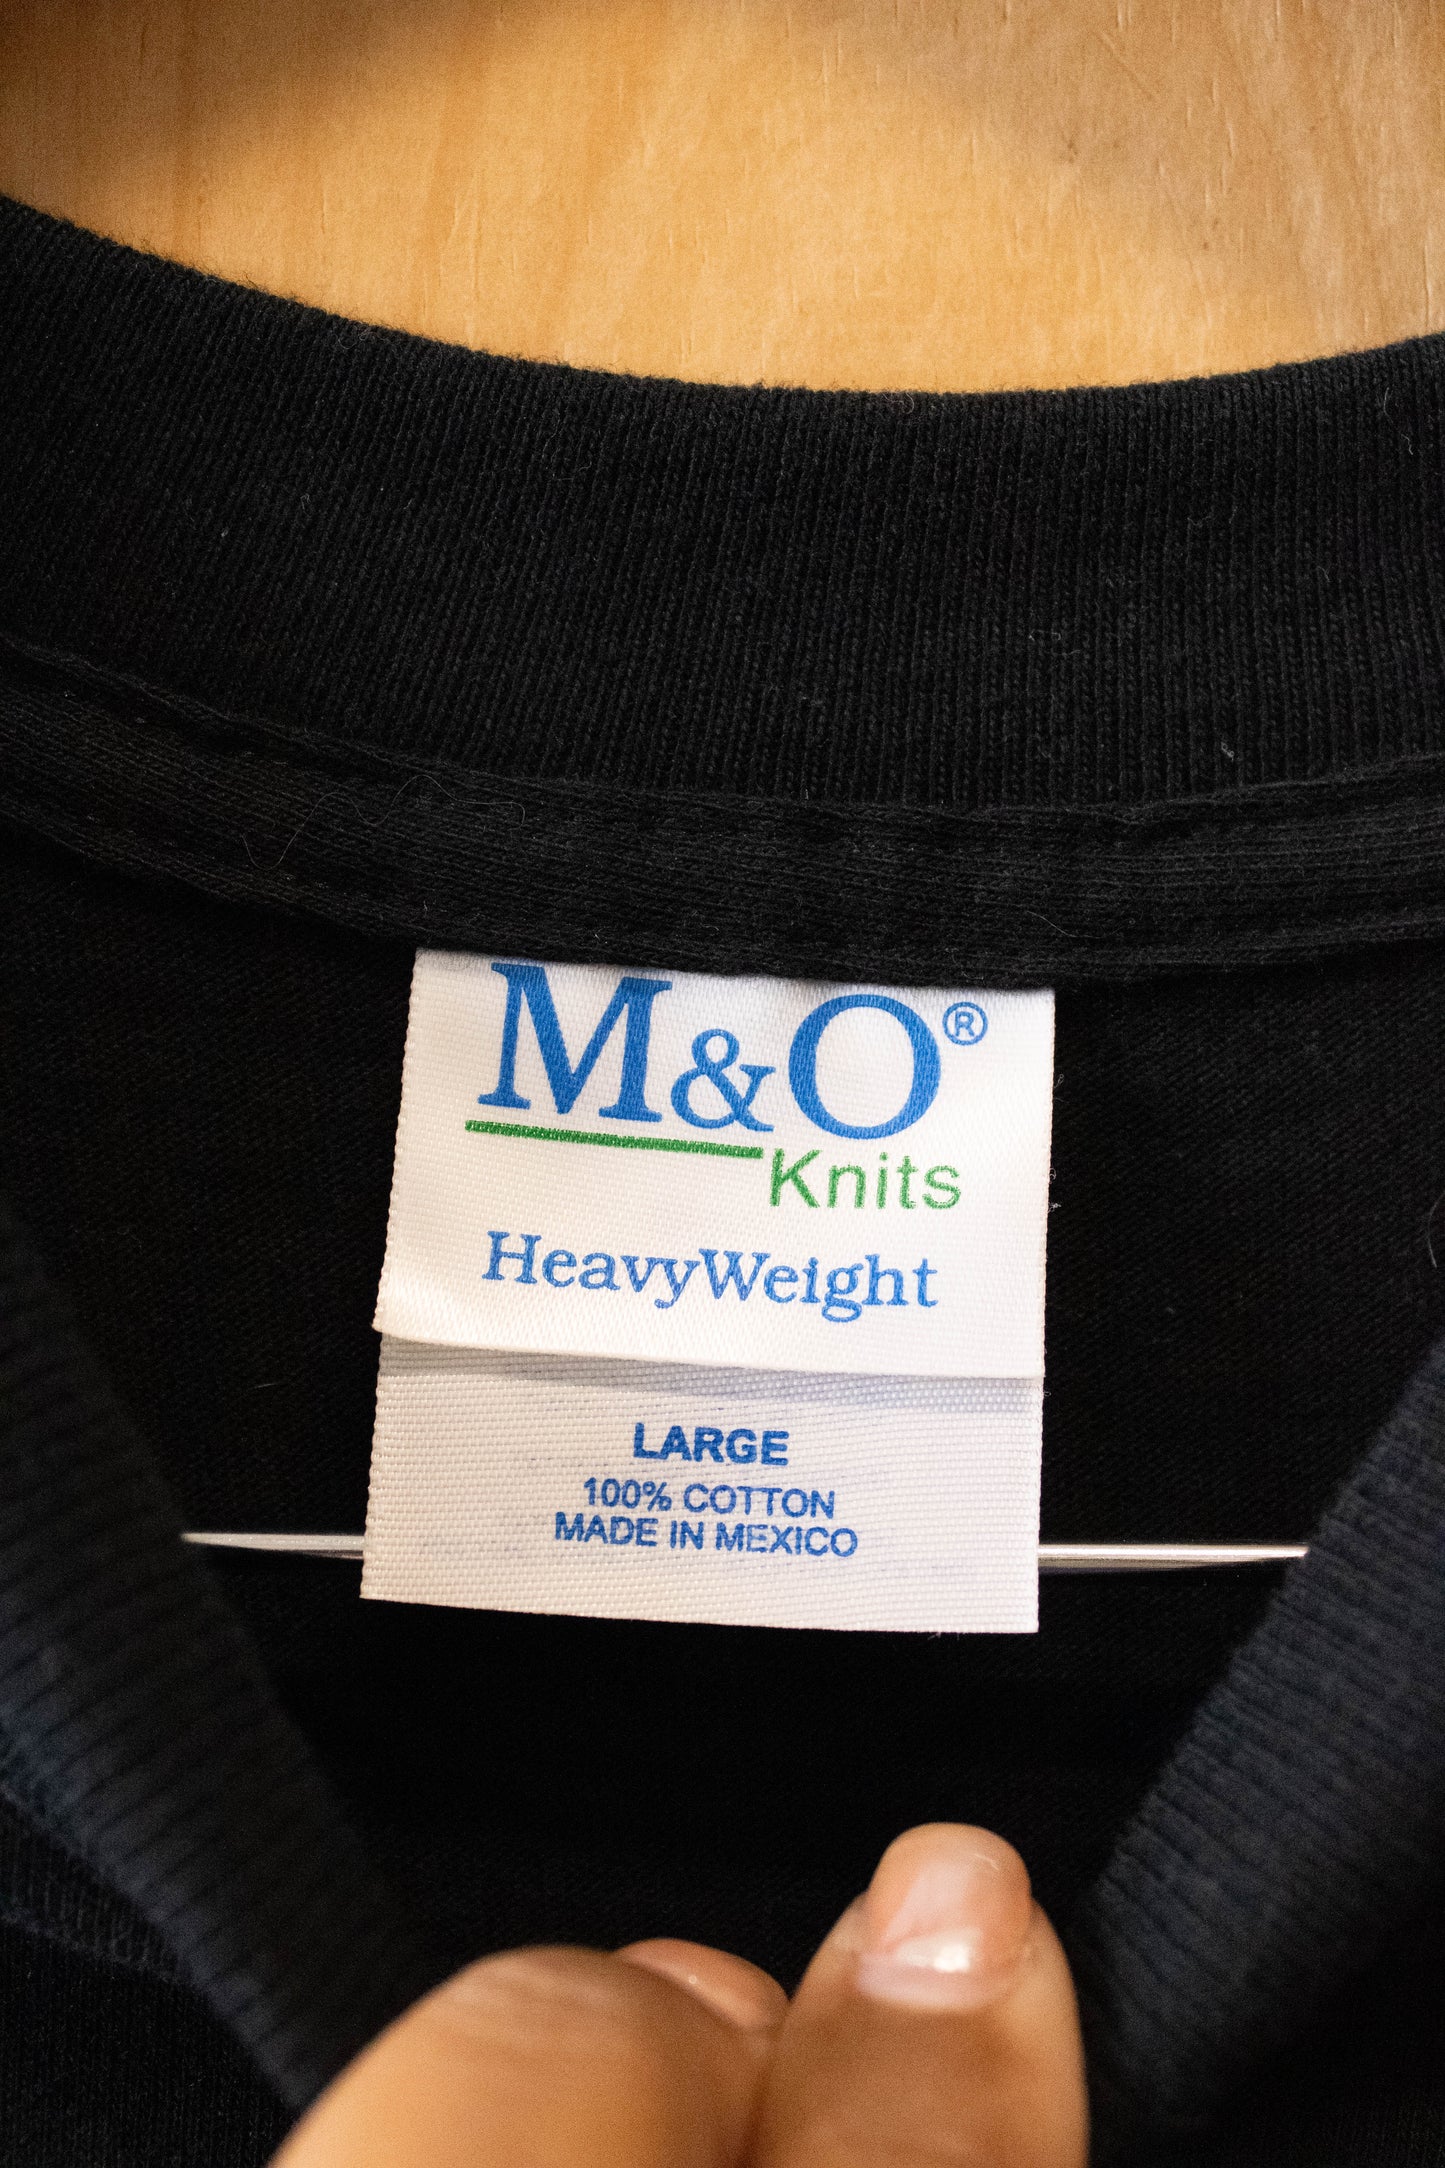 M&O®
Knits
HeavyWeight
LARGE
100% COTTON
MADE IN MEXICO